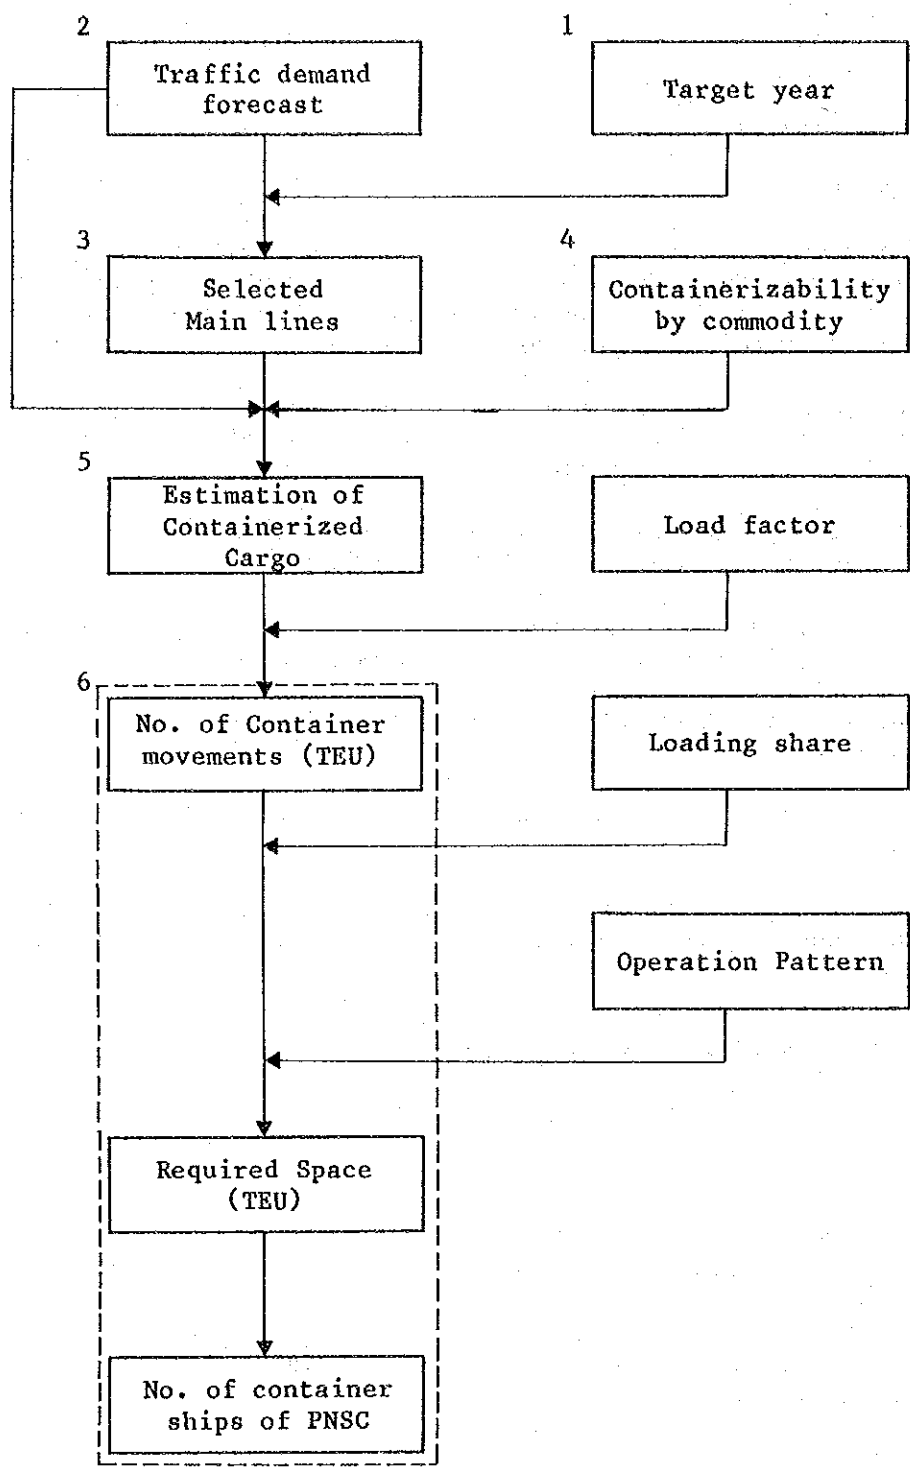 2
Traffic demand
forecast
1
Target year
3
Selected
Main lines
4
Containerizability
by commodity
5
Estimation of
Containerized
Cargo
Load factor
6
No. of Container
movements (TEU)
Loading share
Operation Pattern
Required Space
(TEU)
No. of container
ships of PNSC